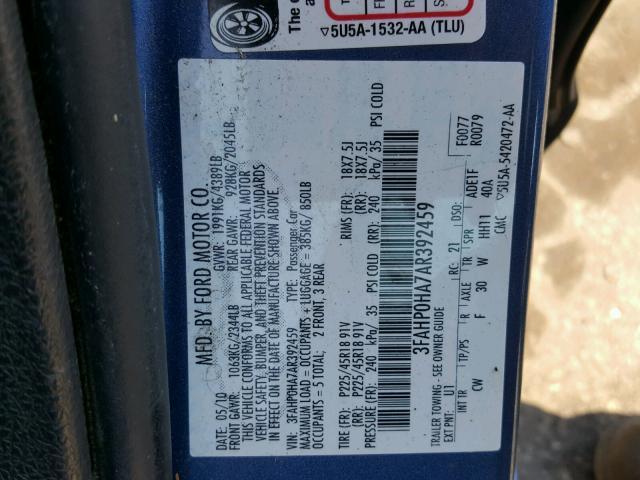 The
▽5U5A-1532-AA (TLU)
MFD. BY FORD MOTOR CO.
DATE: 05/10 GVWR: 1991KG/4389LB
FRONT GAWR: 1063KG/2344LB REAR GAWR: 928KG/2045LB
THIS VEHICLE CONFORMS TO ALL APPLICABLE FEDERAL MOTOR
VEHICLE SAFETY, BUMPER, AND THEFT PREVENTION STANDARDS
IN EFFECT ON THE DATE OF MANUFACTURE SHOWN ABOVE
VIN: 3FAHP0HA7AR392459 TYPE: Passenger Car
MAXIMUM LOAD = OCCUPANTS + LUGGAGE = 385KG/ 850LB
OCCUPANTS = 5 TOTAL; 2 FRONT, 3 REAR
TIRE (FR): P225/45R18 91V RIMS (FR): 18X7.5J
(RR): P225/45R18 91V (RR): 18X7.5J
PRESSURE (FR): 240 kPa/ 35 PSI COLD (RR): 240 kPa/ 35 PSI COLD
3FAHP0HA7AR392459
TRAILER TOWING - SEE OWNER GUIDE F0077
EXT PNT: U1 RC: 21 DSO: R0079
INT TP/PS R AXLE TR SPR ADE1F
CW F 30 W HH11 40A
CMC ▽5U5A-5420472-AA